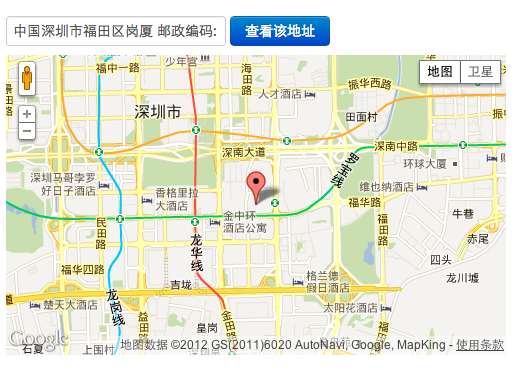 中国深圳市福田区岗厦 邮政编码:
查看该地址
少年宫
福中一路
海田路
振华西路
地图
卫星
人才酒店
深圳市
田面村
深南大道
深南中路
环球大厦
深圳马哥孛罗
好日子酒店
罗宝线
维也纳酒店
香格里拉
大酒店
福华路
金中环
酒店公寓
民田路
福田路
牛巷
赤尾
龙华线
四头
福华四路
吉垅
格兰德
假日酒店
龙川墟
龙岗线
楚天大酒店
太阳花酒店
益田路
金田路
皇岗
Google
石夏
上围村
地图数据 ©2012 GS(2011)6020 AutoNavi, Google, MapKing - 使用条款